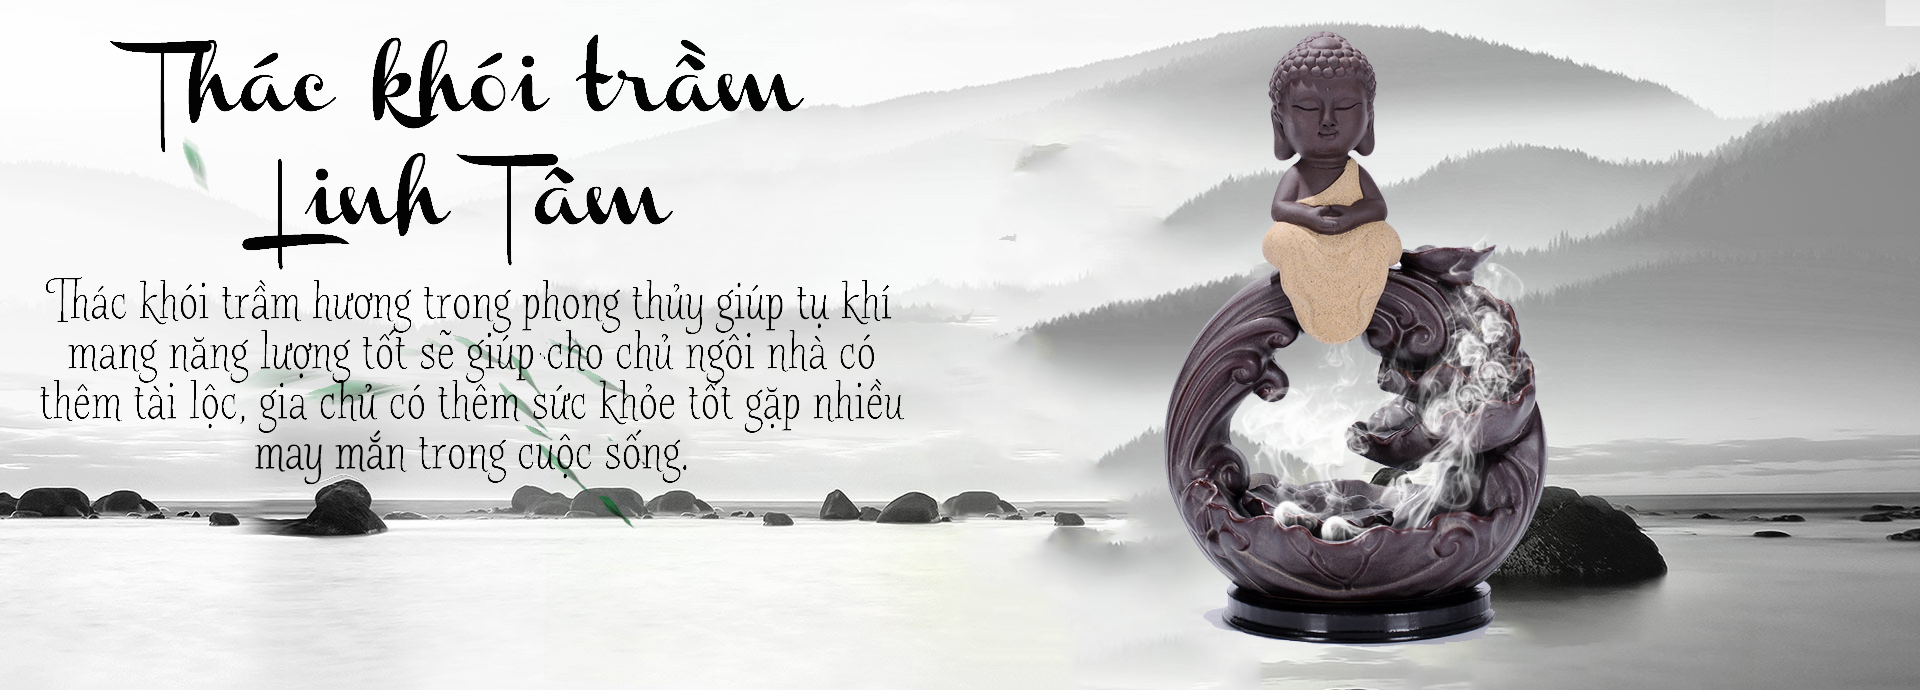 Thác khói trầm
Linh Tâm
Thác khói trầm hương trong phong thủy giúp tụ khí
mang năng lượng tốt sẽ giúp cho chủ ngôi nhà có
thêm tài lộc, gia chủ có thêm sức khỏe tốt gặp nhiều
may mắn trong cuộc sống.